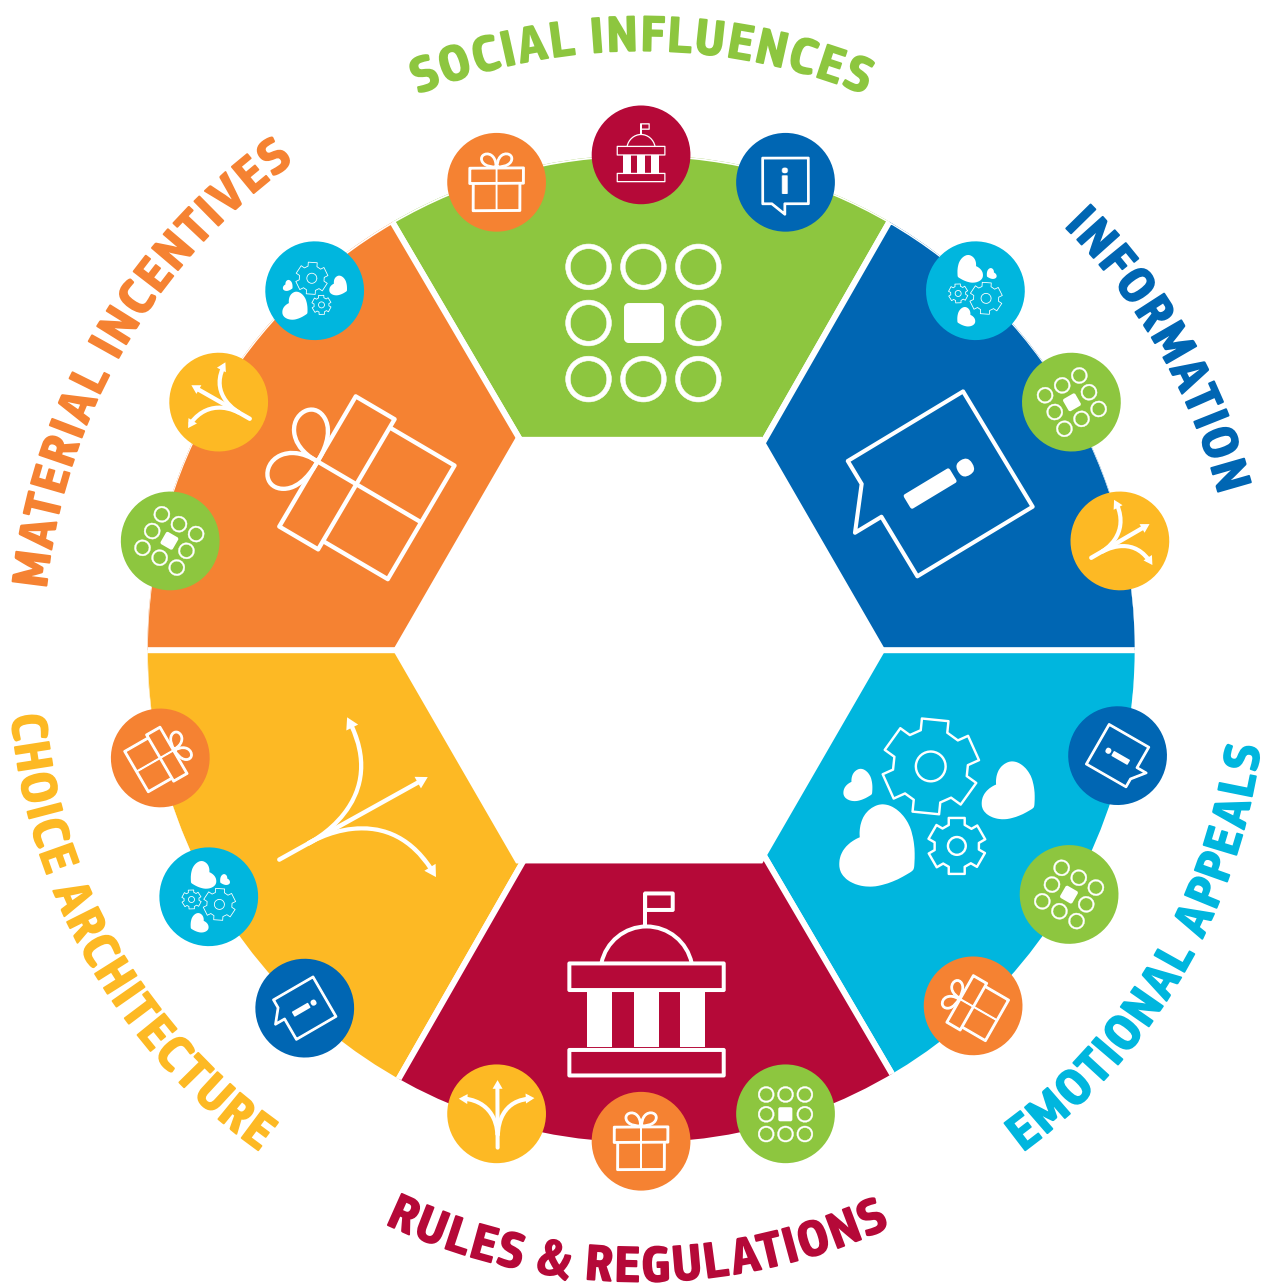 SOCIAL INFLUENCES
INFORMATION
EMOTIONAL APPEALS
RULES & REGULATIONS
CHOICE ARCHITECTURE
MATERIAL INCENTIVES